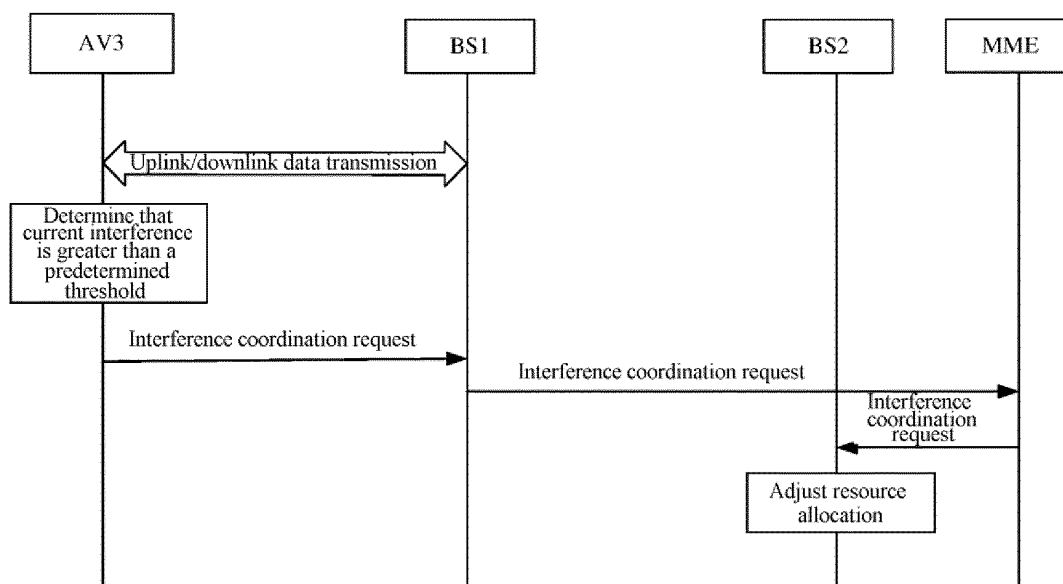 AV3
BS1
BS2
MME
Uplink/downlink data transmission
Determine that
current interference
is greater than a
predetermined
threshold
Interference coordination request
Interference coordination request
Interference
coordination
request
Adjust resource
allocation